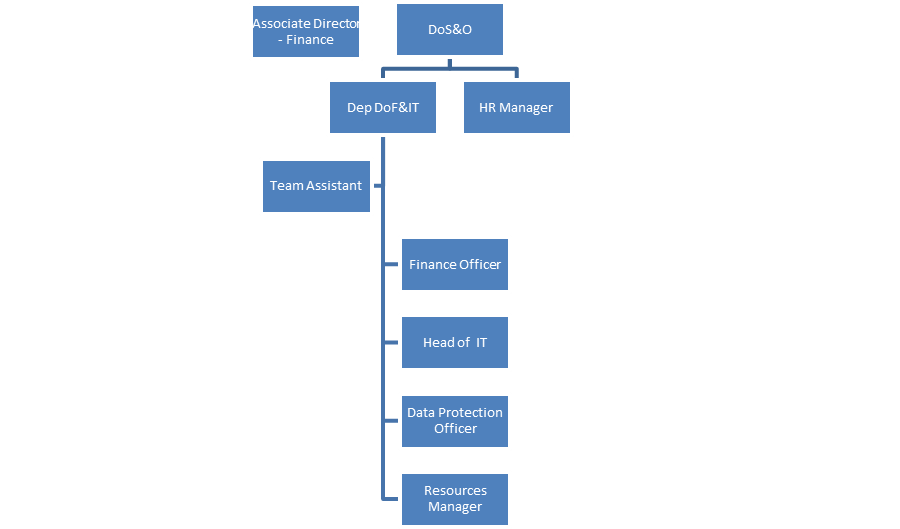 Associate Director
- Finance
DoS&O
Dep DoF&IT
HR Manager
Team Assistant
Finance Officer
Head of  IT
Data Protection
Officer
Resources
Manager